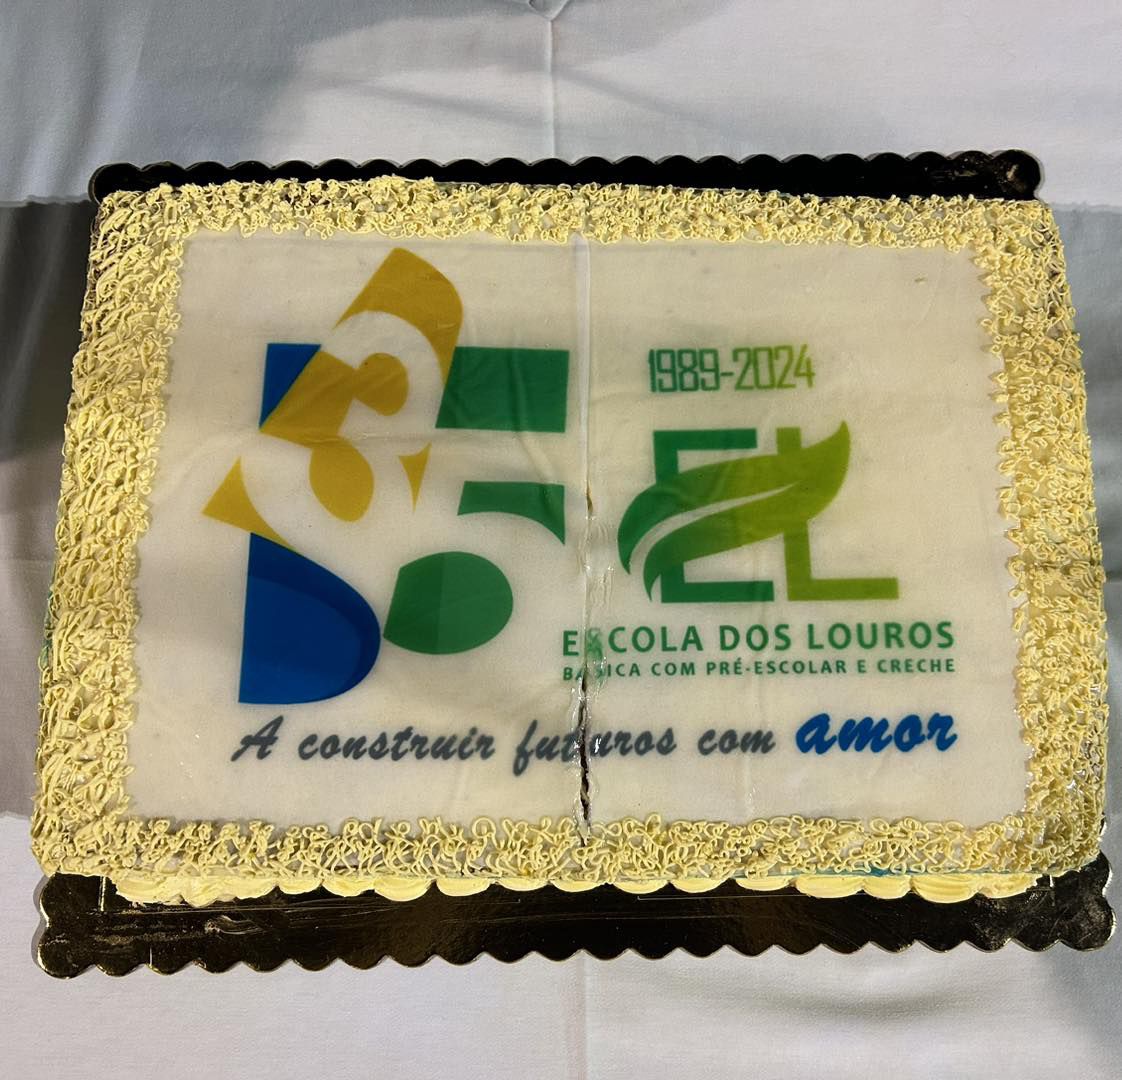 35
1989-2024
EL
ESCOLA DOS LOUROS
BÁSICA COM PRÉ-ESCOLAR E CRECHE
A construir futuros com amor